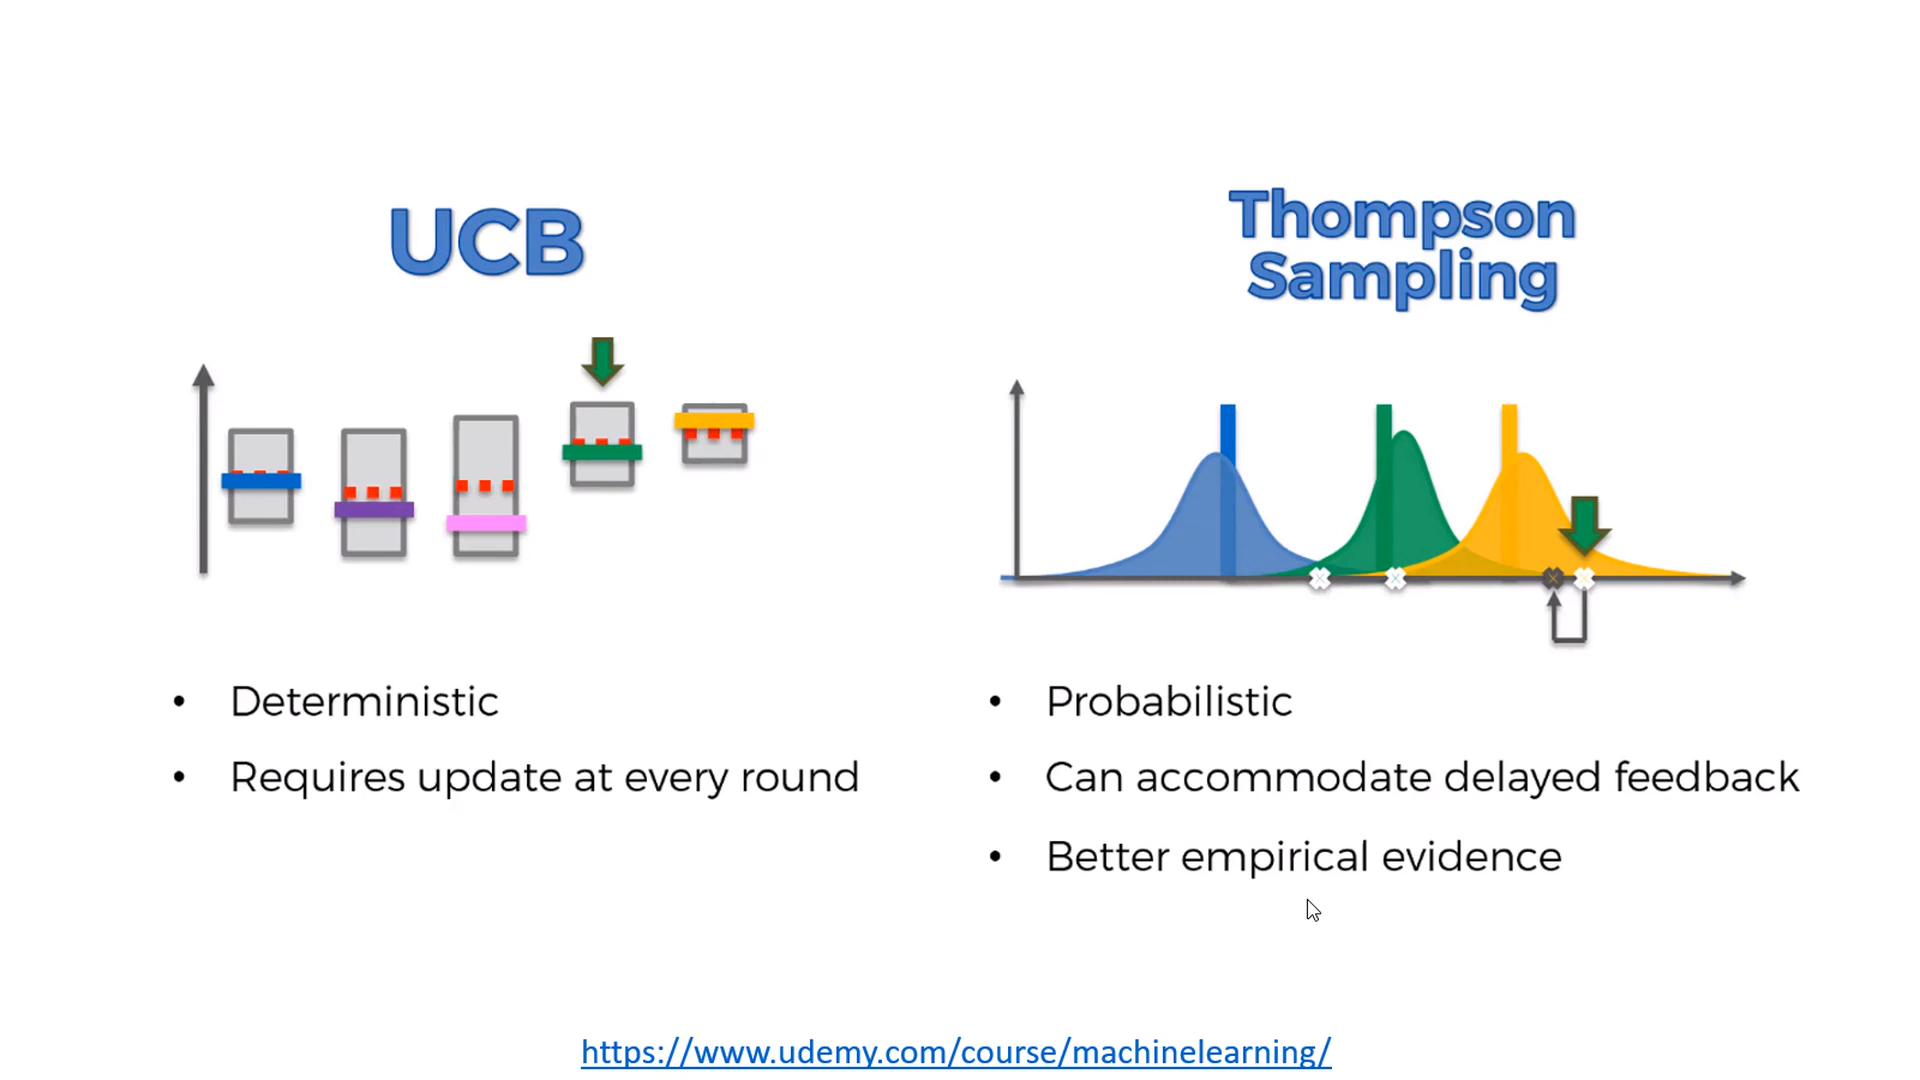 UCB
Thompson
Sampling
• Deterministic
• Requires update at every round
• Probabilistic
• Can accommodate delayed feedback
• Better empirical evidence
https://www.udemy.com/course/machinelearning/